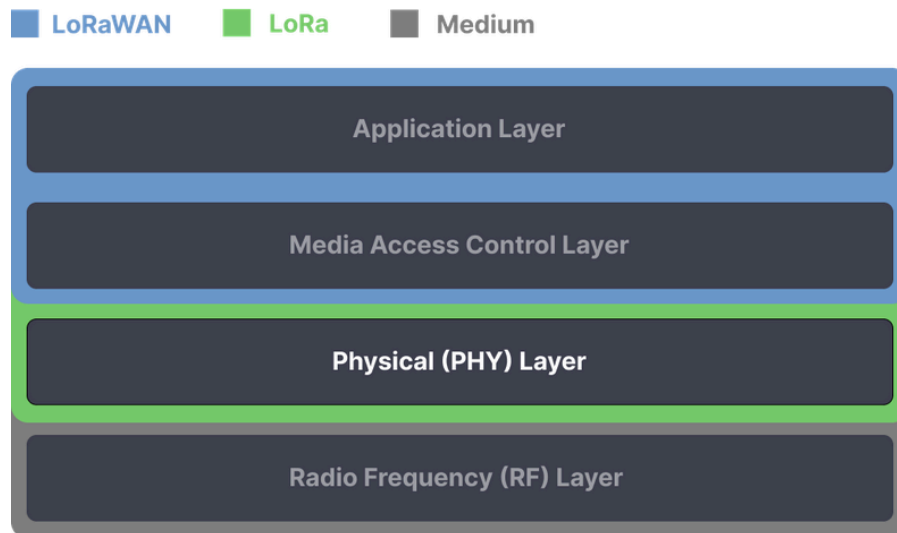 LoRaWAN LoRa Medium
Application Layer
Media Access Control Layer
Physical (PHY) Layer
Radio Frequency (RF) Layer